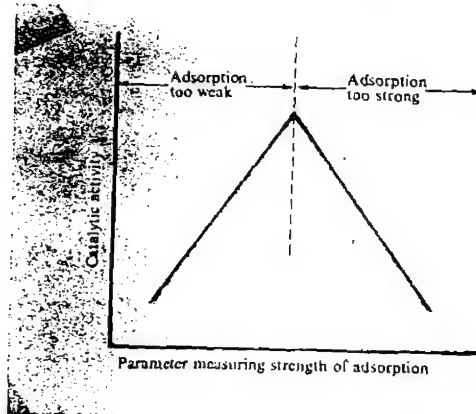 Adsorption
too weak
Adsorption
too strong
Catalytic activity
Parameter measuring strength of adsorption